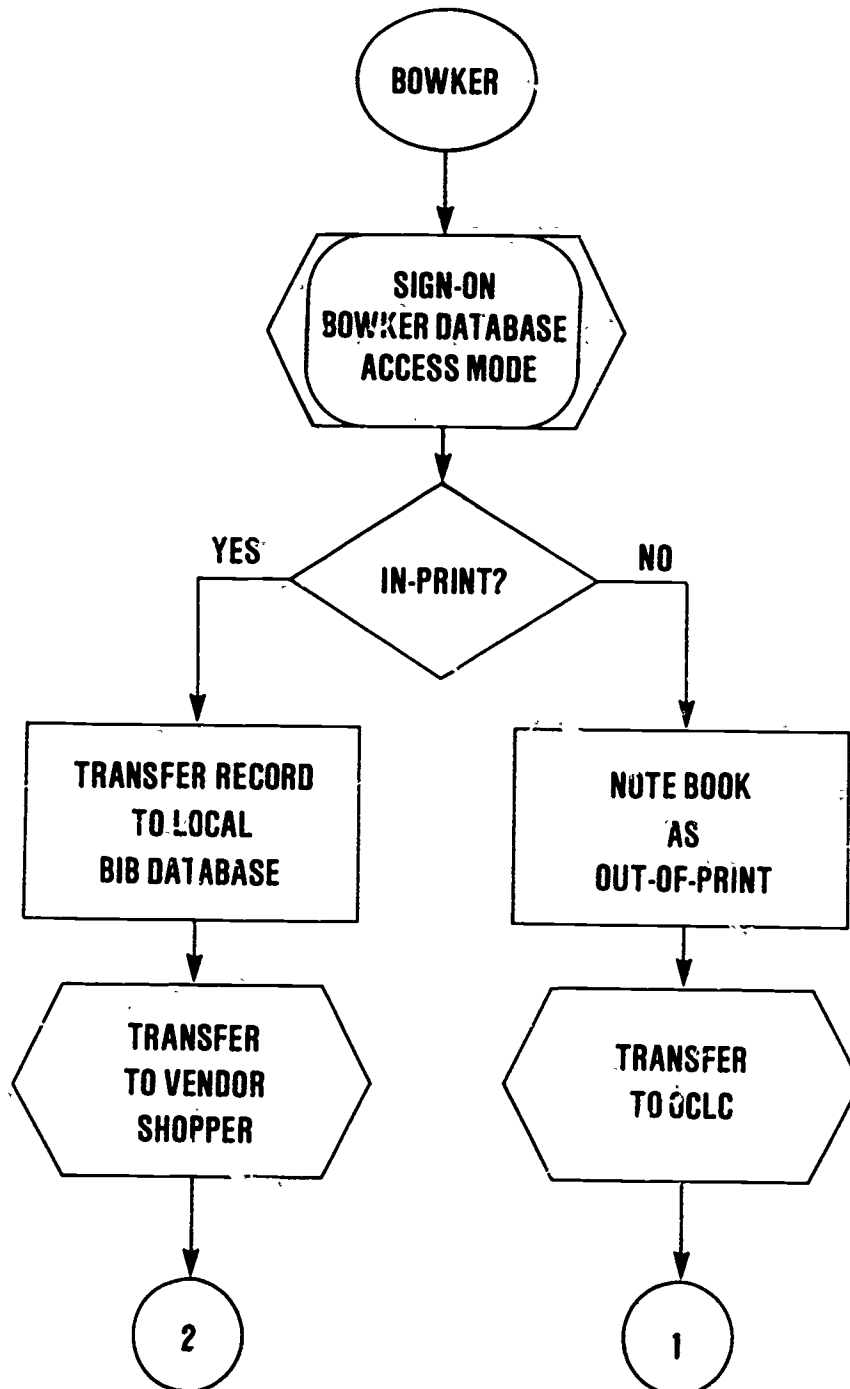 BOWKER
SIGN-ON
BOWKER DATABASE
ACCESS MODE
IN-PRINT?
YES
NO
TRANSFER RECORD
TO LOCAL
BIB DATABASE
NOTE BOOK
AS
OUT-OF-PRINT
TRANSFER
TO VENDOR
SHOPPER
TRANSFER
TO OCLC
2
1